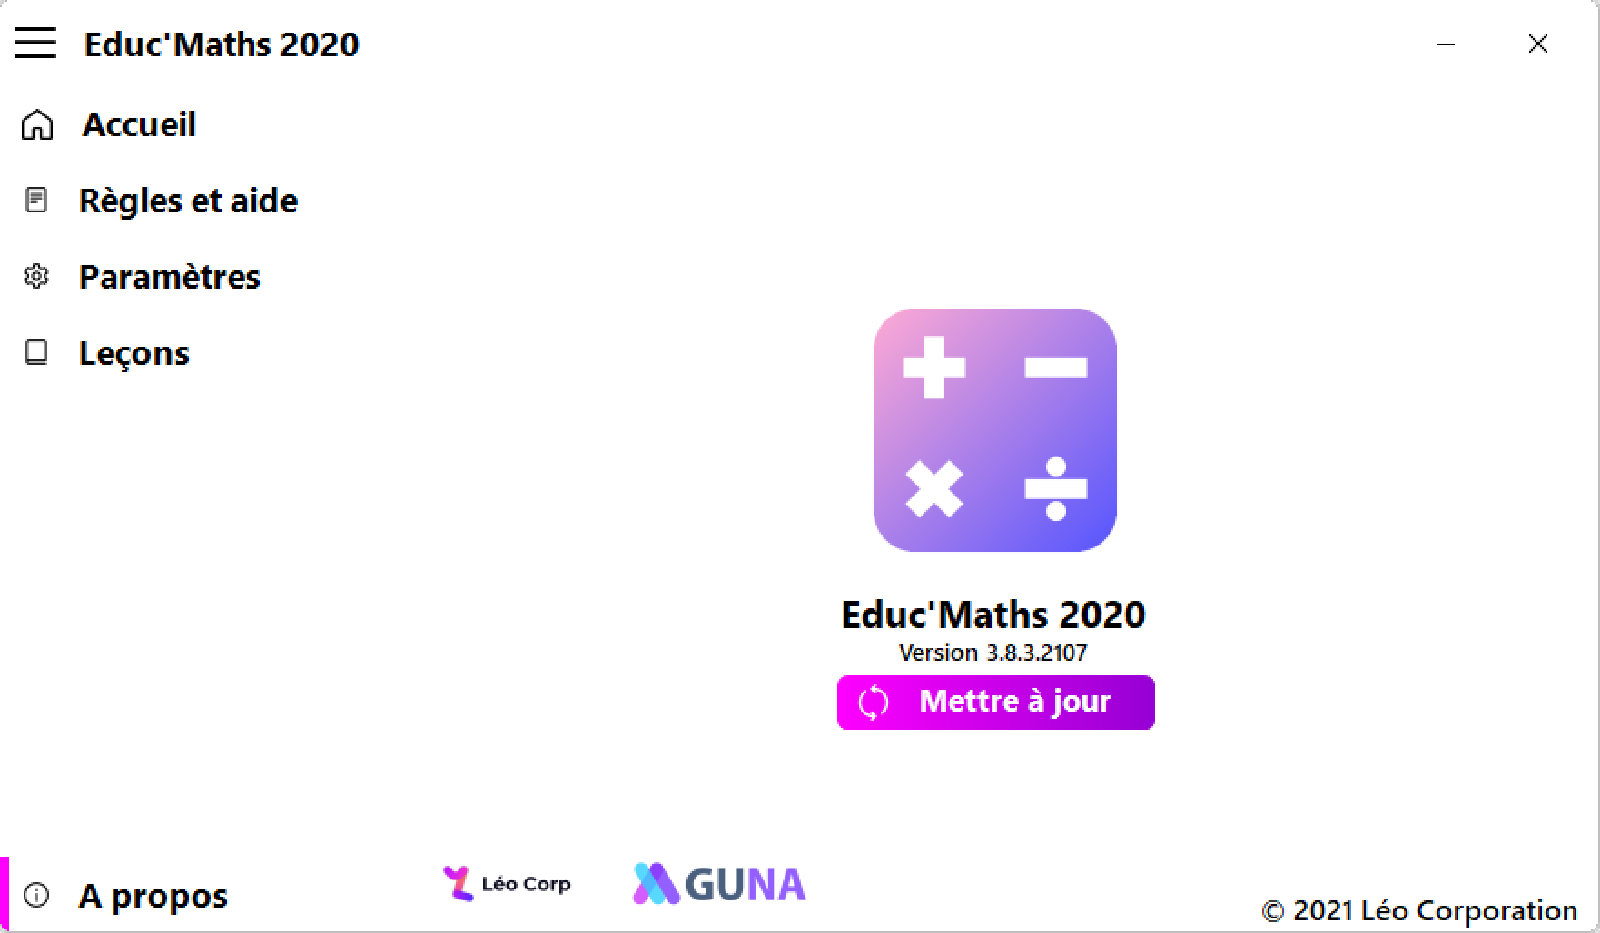 Educ'Maths 2020
Accueil
Règles et aide
Paramètres
Leçons
Educ'Maths 2020
Version 3.8.3.2107
Mettre à jour
A propos
Léo Corp
GUNA
© 2021 Léo Corporation